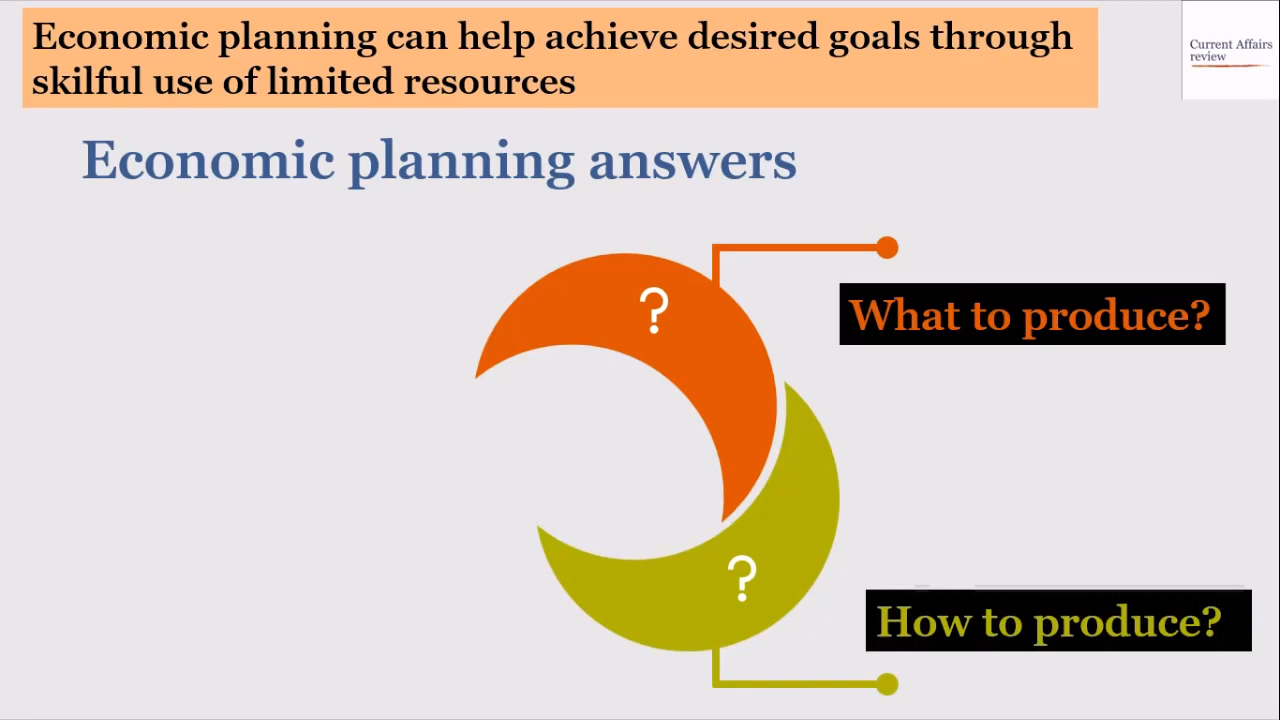 Economic planning can help achieve desired goals through
skilful use of limited resources
Current Affairs
review
Economic planning answers
?
What to produce?
?
How to produce?